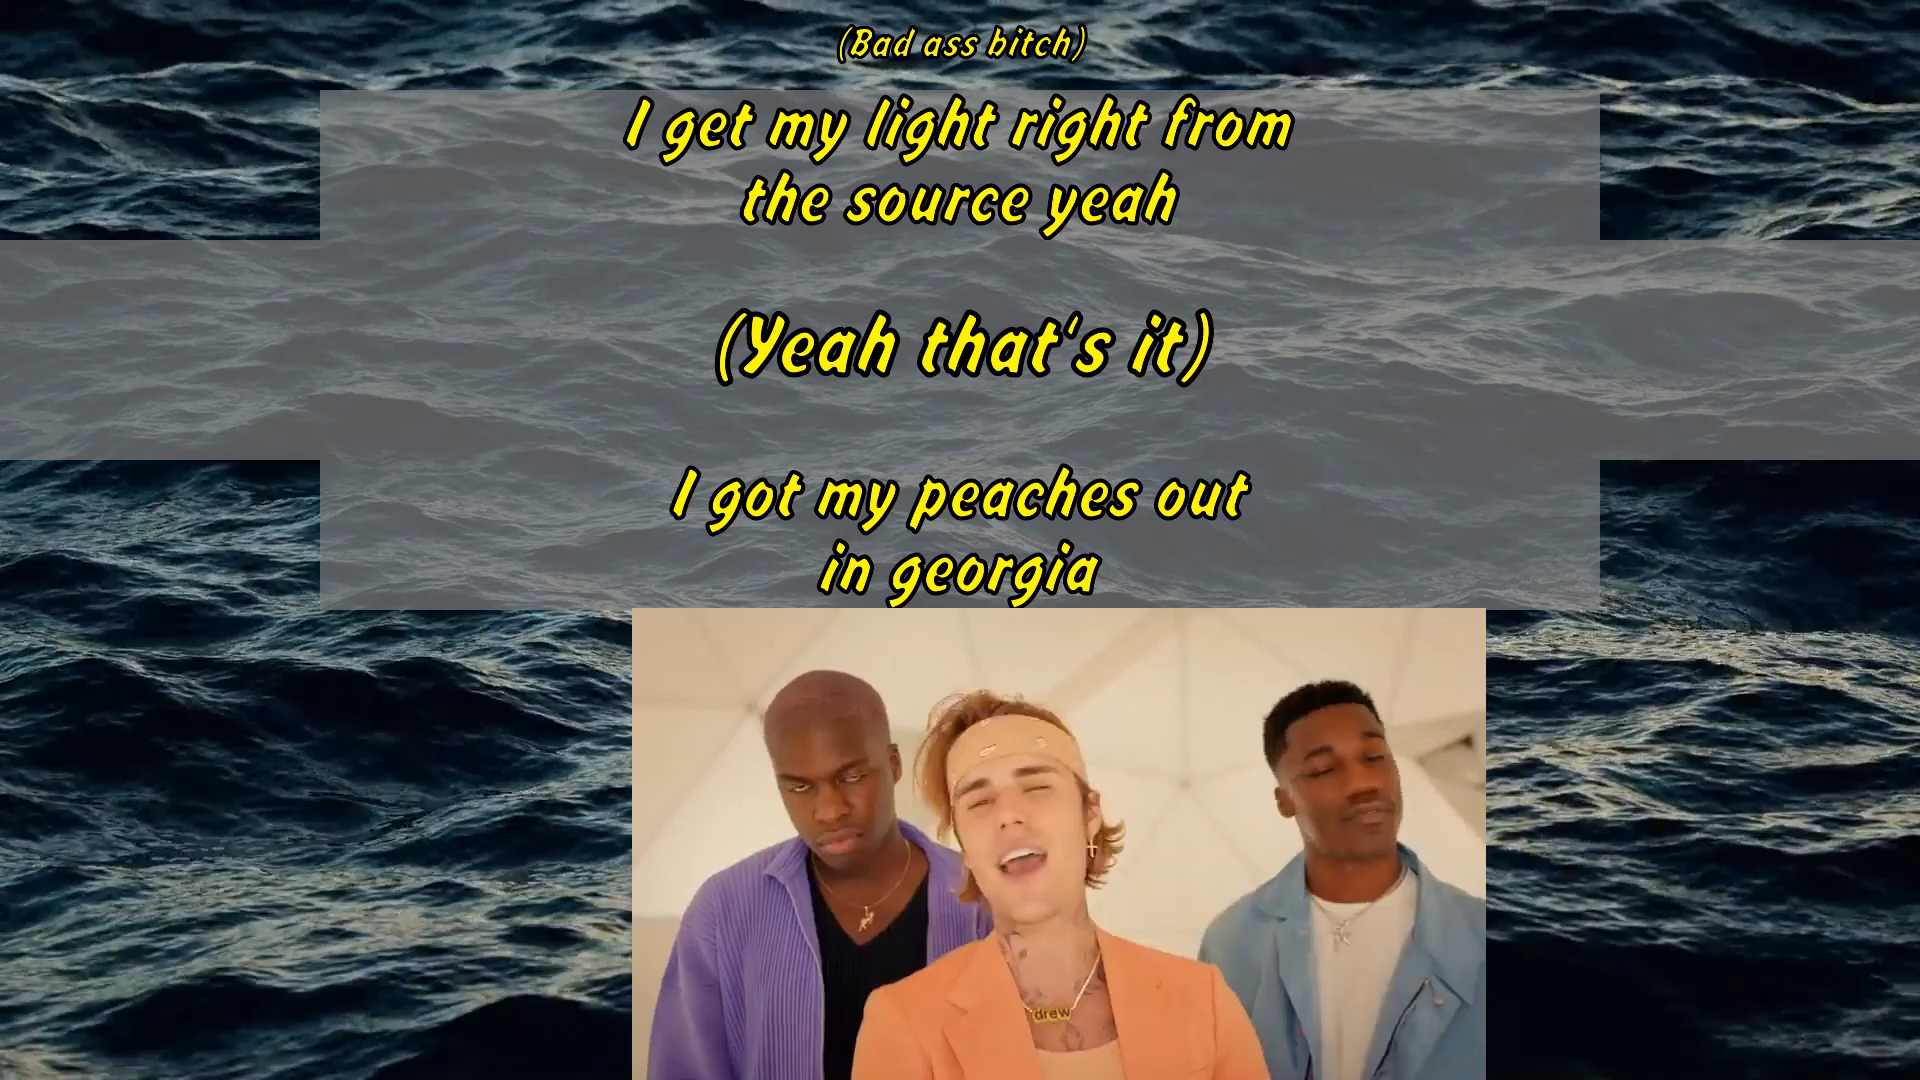 (Bad ass bitch)
I get my light right from
the source yeah
(Yeah that's it)
I got my peaches out
in georgia
drew